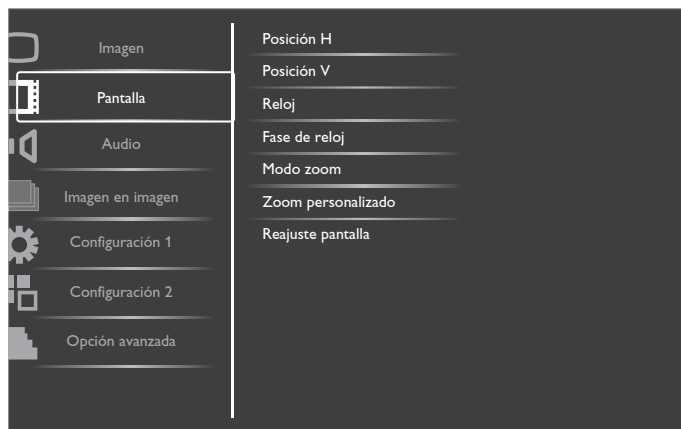 Imagen
Pantalla
Audio
Imagen en imagen
Configuración 1
Configuración 2
Opción avanzada
Posición H
Posición V
Reloj
Fase de reloj
Modo zoom
Zoom personalizado
Reajuste pantalla